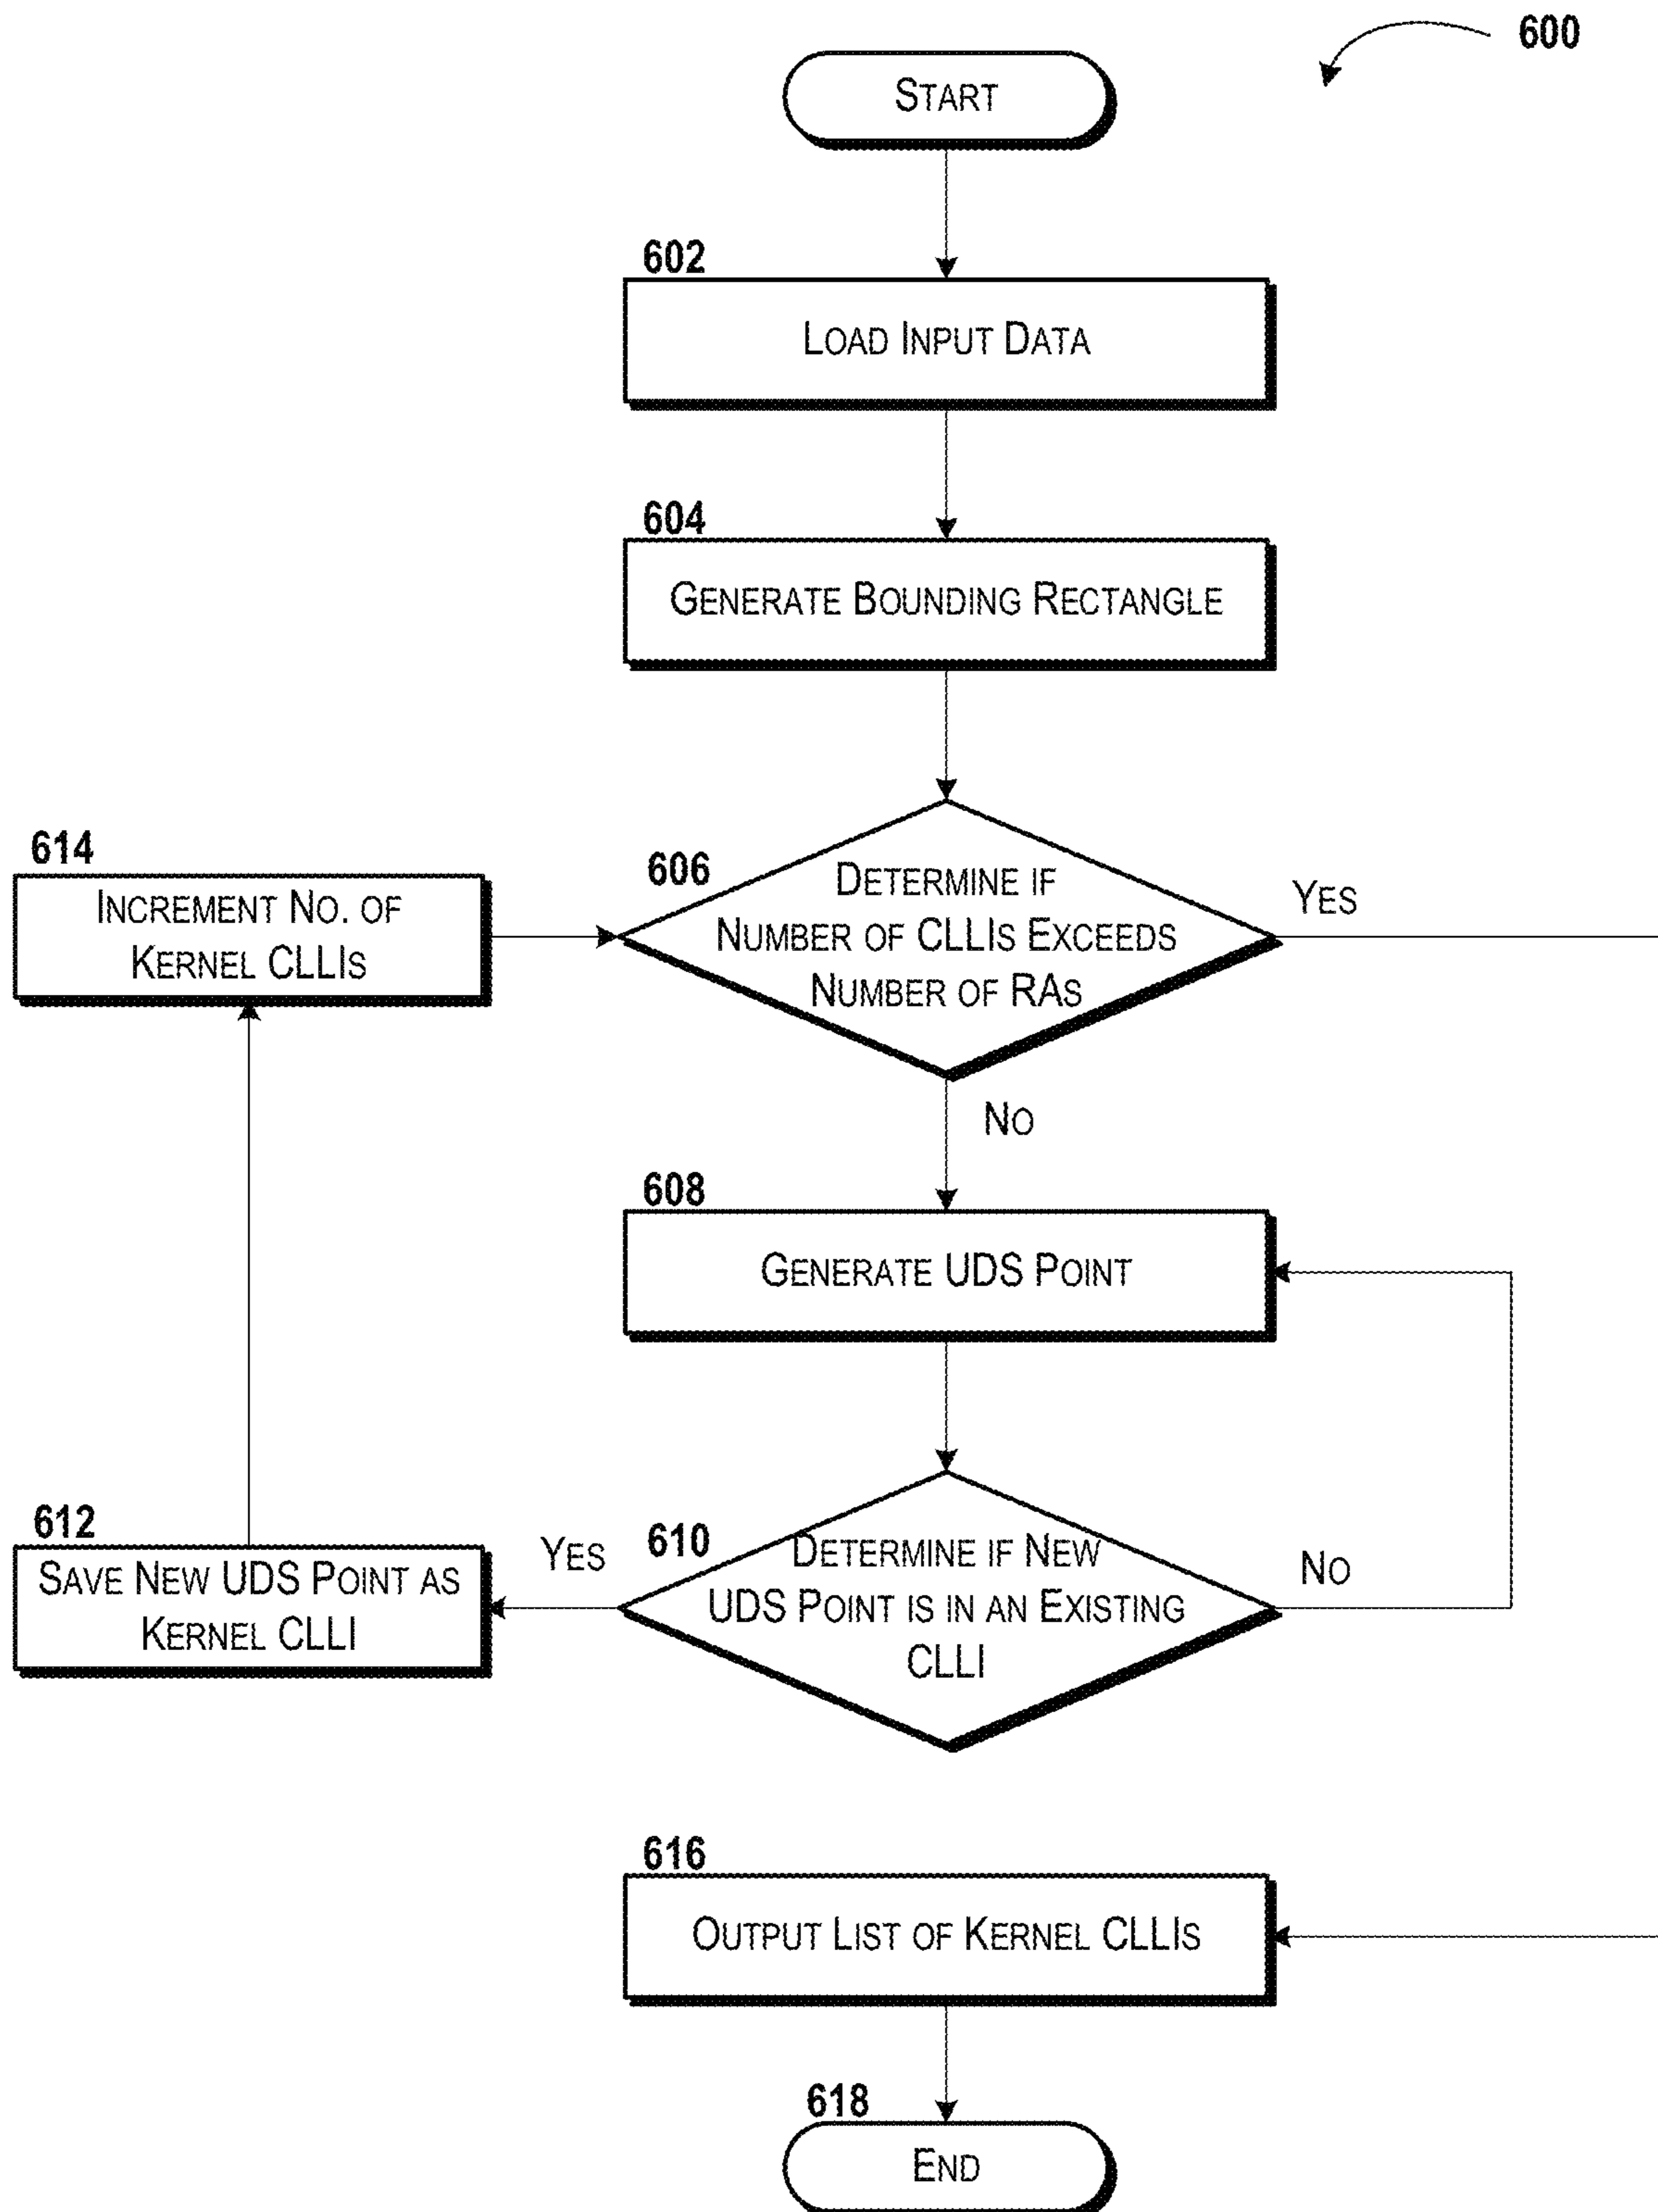 600
START
602
LOAD INPUT DATA
604
GENERATE BOUNDING RECTANGLE
614
INCREMENT NO. OF
KERNEL CLLIS
606
DETERMINE IF
NUMBER OF CLLIS EXCEEDS
NUMBER OF RAS
YES
NO
608
GENERATE UDS POINT
612
SAVE NEW UDS POINT AS
KERNEL CLLI
YES
610
DETERMINE IF NEW
UDS POINT IS IN AN EXISTING
CLLI
NO
616
OUTPUT LIST OF KERNEL CLLIS
618
END